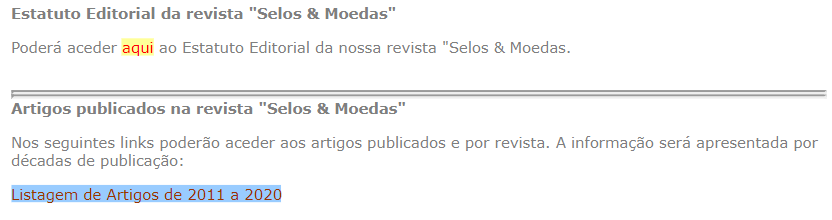 Estatuto Editorial da revista "Selos & Moedas"
Poderá aceder aqui ao Estatuto Editorial da nossa revista "Selos & Moedas.
Artigos publicados na revista "Selos & Moedas"
Nos seguintes links poderão aceder aos artigos publicados e por revista. A informação será apresentada por
décadas de publicação:
Listagem de Artigos de 2011 a 2020